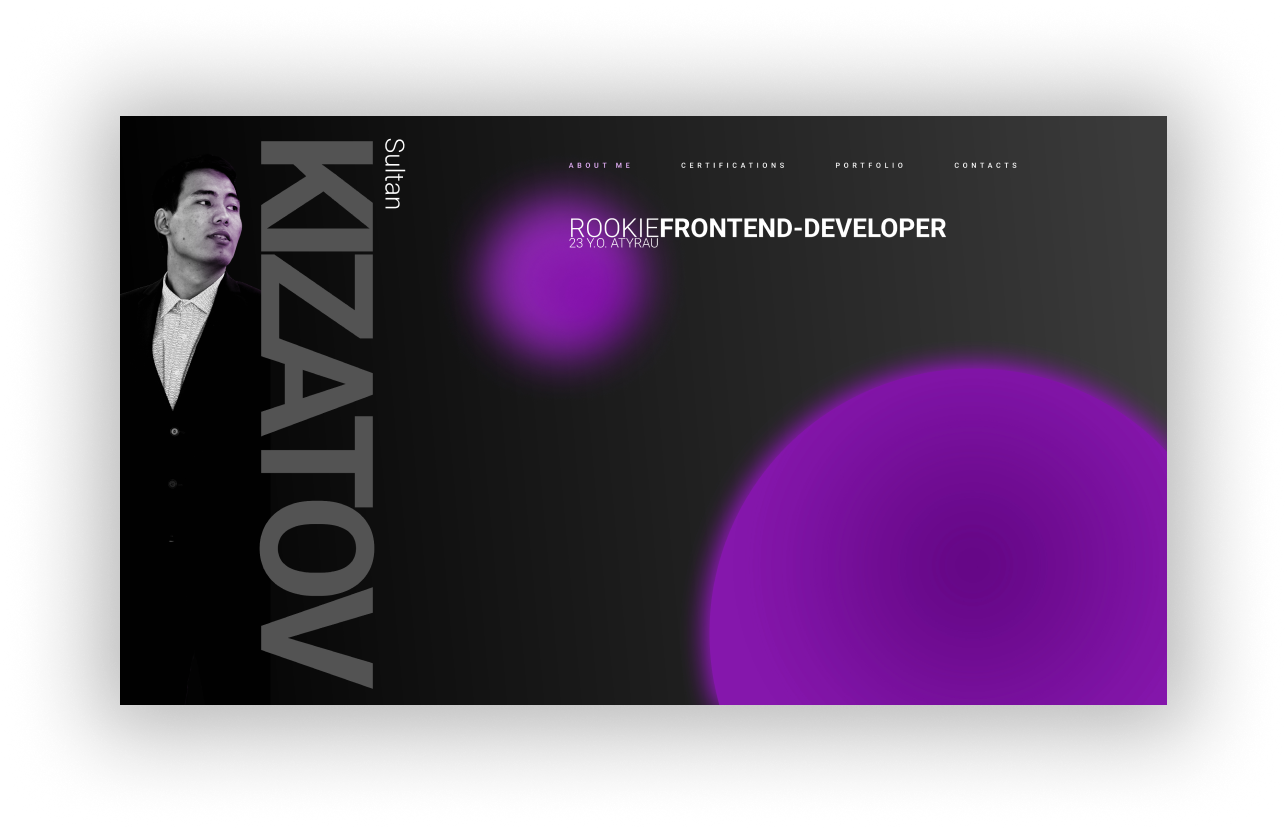 KIZATOV
Sultan
ABOUT ME CERTIFICATIONS PORTFOLIO CONTACTS
ROOKIEFRONTEND-DEVELOPER
23 Y.O. ATYRAU